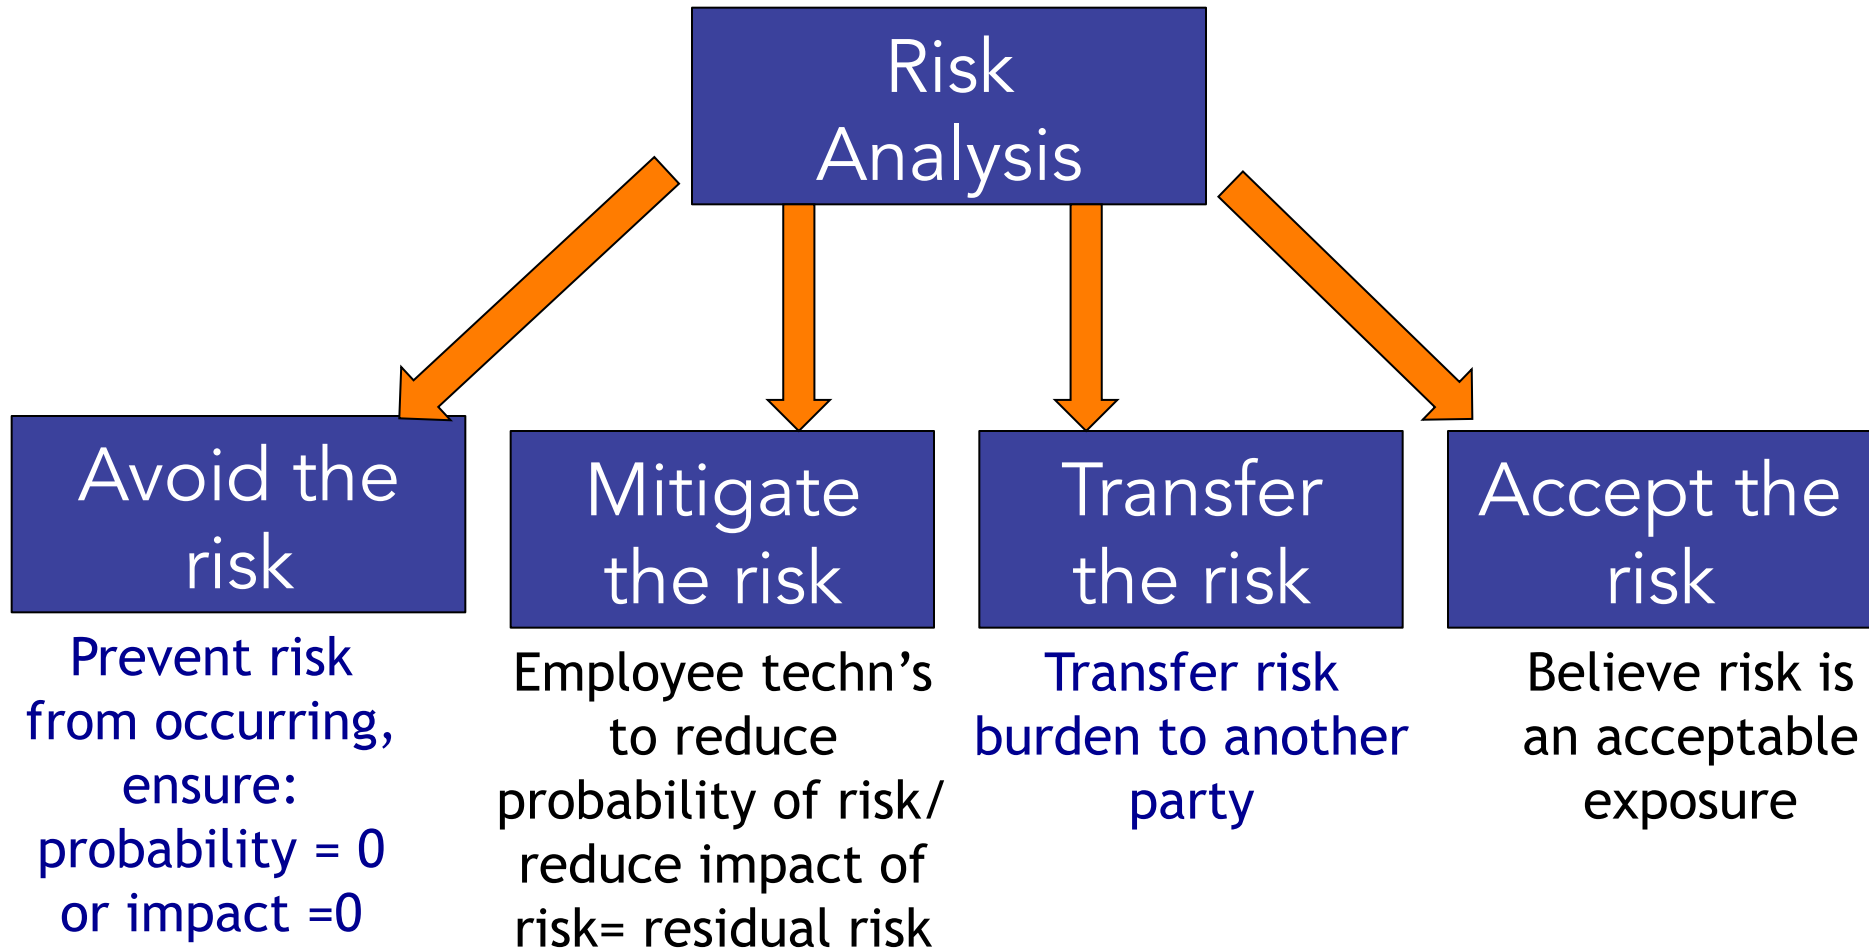 Risk
Analysis
Avoid the
risk
Prevent risk
from occurring,
ensure:
probability = 0
or impact =0
Mitigate
the risk
Employee techn’s
to reduce
probability of risk/
reduce impact of
risk= residual risk
Transfer
the risk
Transfer risk
burden to another
party
Accept the
risk
Believe risk is
an acceptable
exposure